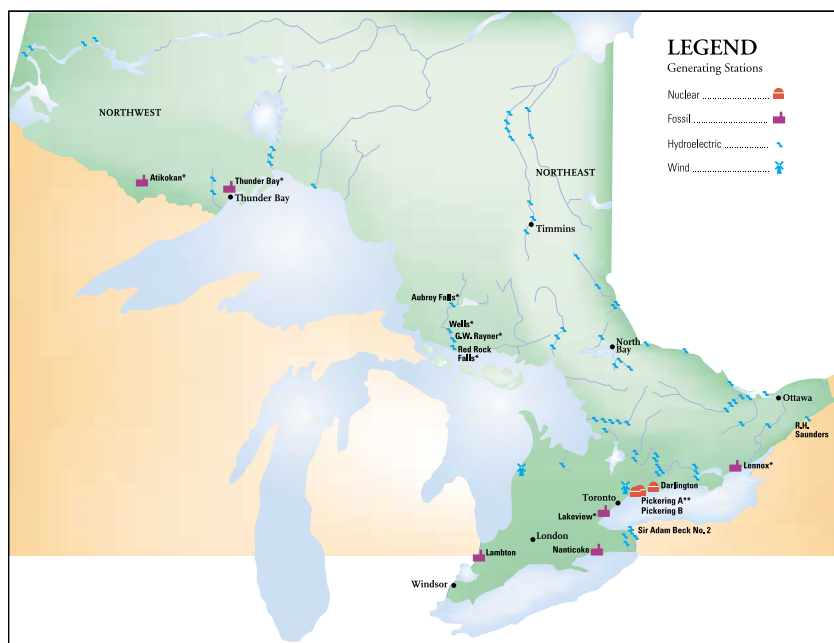 LEGEND
Generating Stations
Nuclear ..........................
Fossil ..............................
Hydroelectric ...................
Wind ..............................
NORTHWEST
Atikokan*
Thunder Bay*
Thunder Bay
NORTHEAST
Timmins
Aubrey Falls*
Wells*
G.W. Rayner*
Red Rock
Falls*
North
Bay
Ottawa
R.H.
Saunders
Lennox*
Darlington
Toronto
Pickering A**
Pickering B
Lakeview*
Sir Adam Beck No. 2
London
Nanticoke
Lambton
Windsor